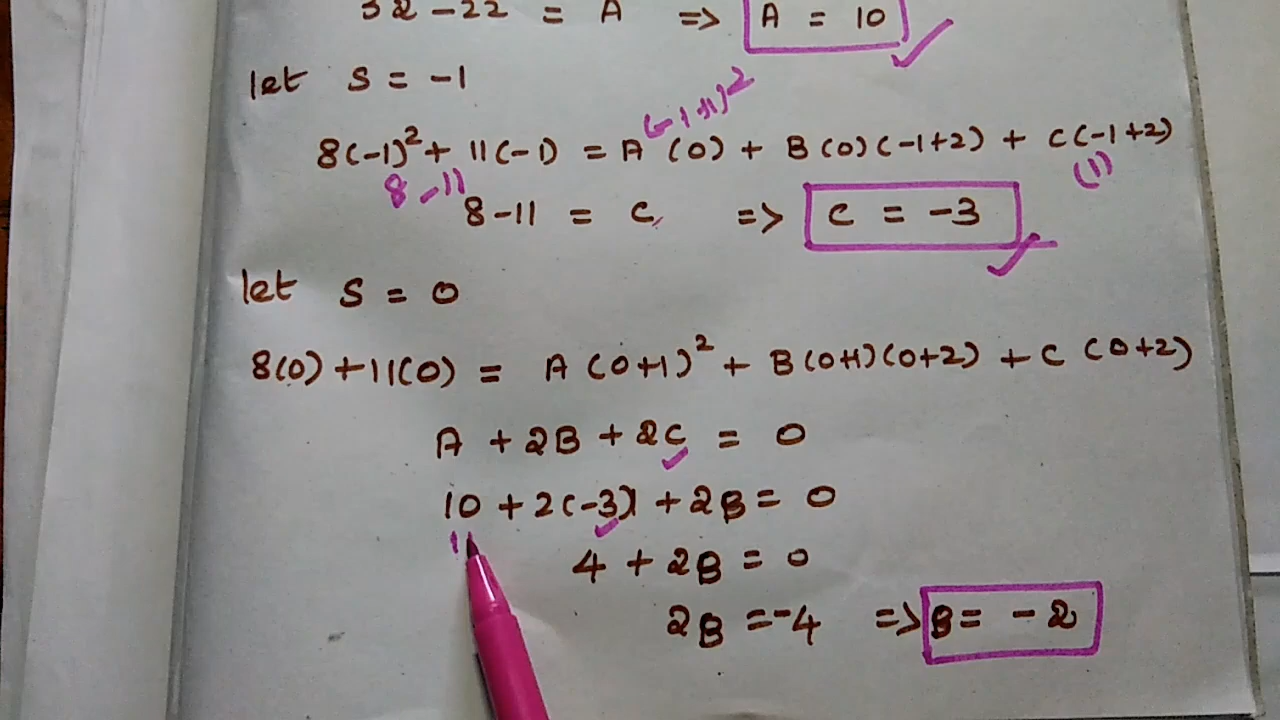 32 - 22 = A => A = 10
let S = -1
(-1+1)²
8(-1)² + 11(-1) = A (0) + B(0)(-1+2) + C(-1+2)
8 - 11 (1)
8-11 = C => C = -3
let S = 0
8(0) + 11(0) = A(0+1)² + B(0+1)(0+2) + C(0+2)
A + 2B + 2C = 0
10 + 2(-3) + 2B = 0
4 + 2B = 0
2B = -4 => B = -2